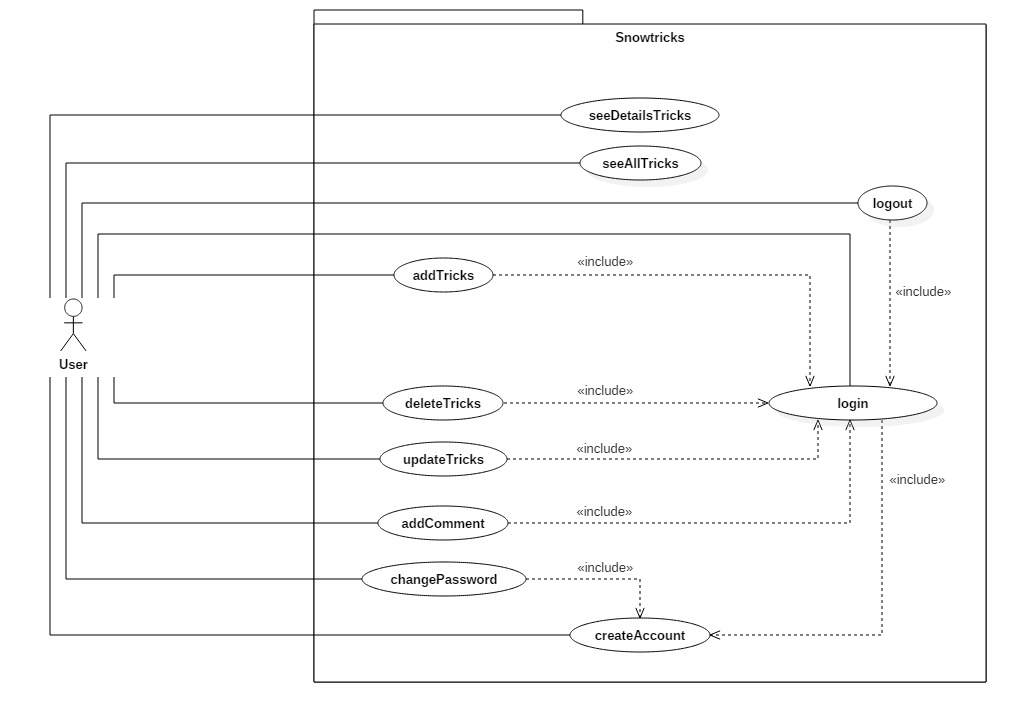 Snowtricks
seeDetailsTricks
seeAllTricks
logout
addTricks
«include»
«include»
User
deleteTricks
«include»
login
updateTricks
«include»
«include»
addComment
«include»
changePassword
«include»
createAccount